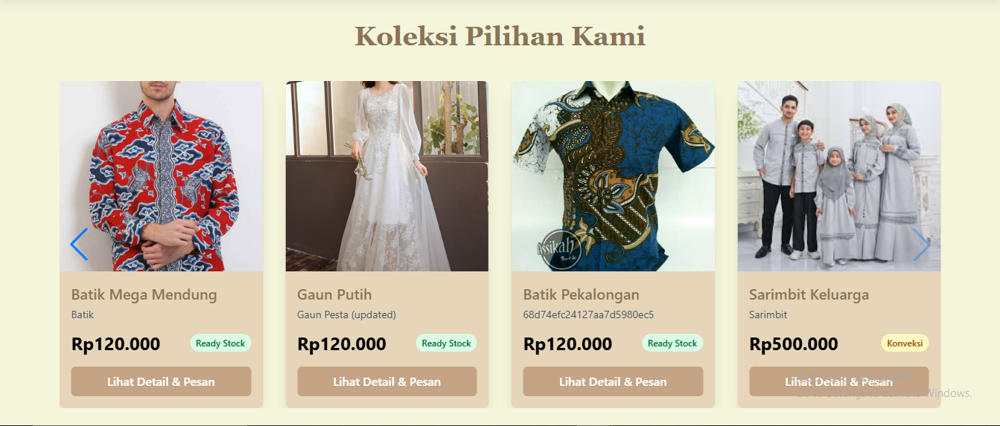 Koleksi Pilihan Kami
Assikah
Batik
Batik Mega Mendung
Batik
Rp120.000
Ready Stock
Lihat Detail & Pesan
Gaun Putih
Gaun Pesta (updated)
Rp120.000
Ready Stock
Lihat Detail & Pesan
Batik Pekalongan
68d74efc24127aa7d5980ec5
Rp120.000
Ready Stock
Lihat Detail & Pesan
Sarimbit Keluarga
Sarimbit
Rp500.000
Konveksi
Lihat Detail & Pesan
Go to Settings to activate Windows.